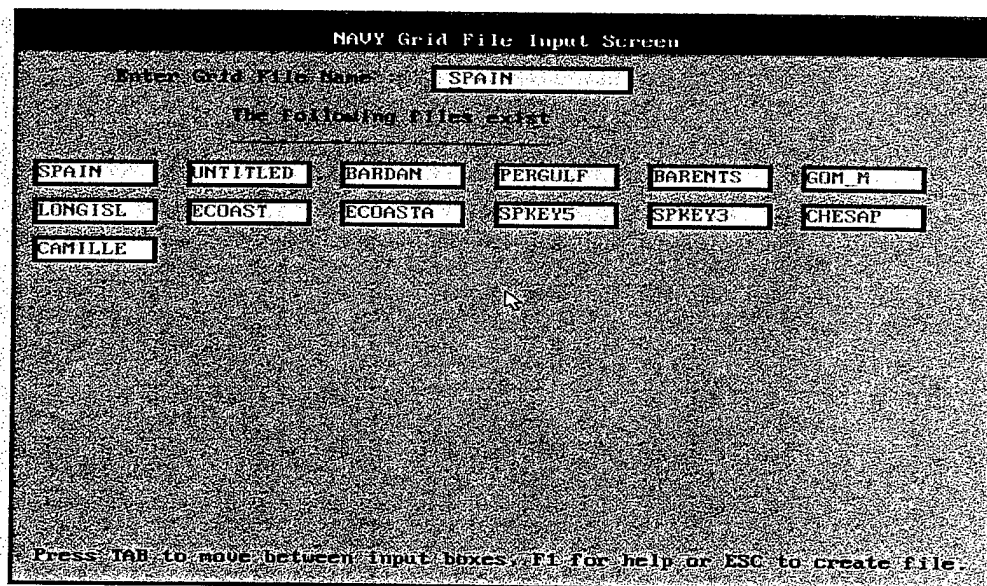 NAVY Grid File Input Screen
Enter Grid File Name SPAIN
The following files exist
SPAIN UNTITLED BARDAN PERGULF BARENTS GOM_M
LONGISL ECOAST ECOASTA SPKEY5 SPKEY3 CHESAP
CAMILLE
Press TAB to move between input boxes, F1 for help or ESC to create file.